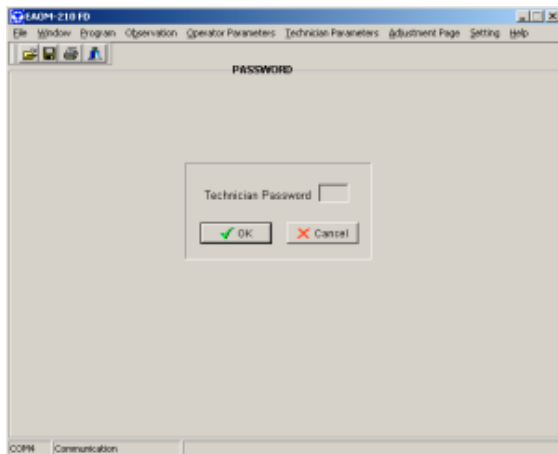 EAOM-210 FD
File Window Program Observation Operator Parameters Technician Parameters Adjustment Page Setting Help
PASSWORD
Technician Password
OK Cancel
COM4 Communication